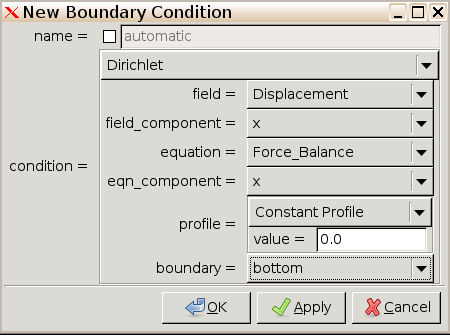 New Boundary Condition
name = automatic
Dirichlet
field = Displacement
field_component = x
equation = Force_Balance
condition =
eqn_component = x
profile = Constant Profile
value = 0.0
boundary = bottom
OK Apply Cancel